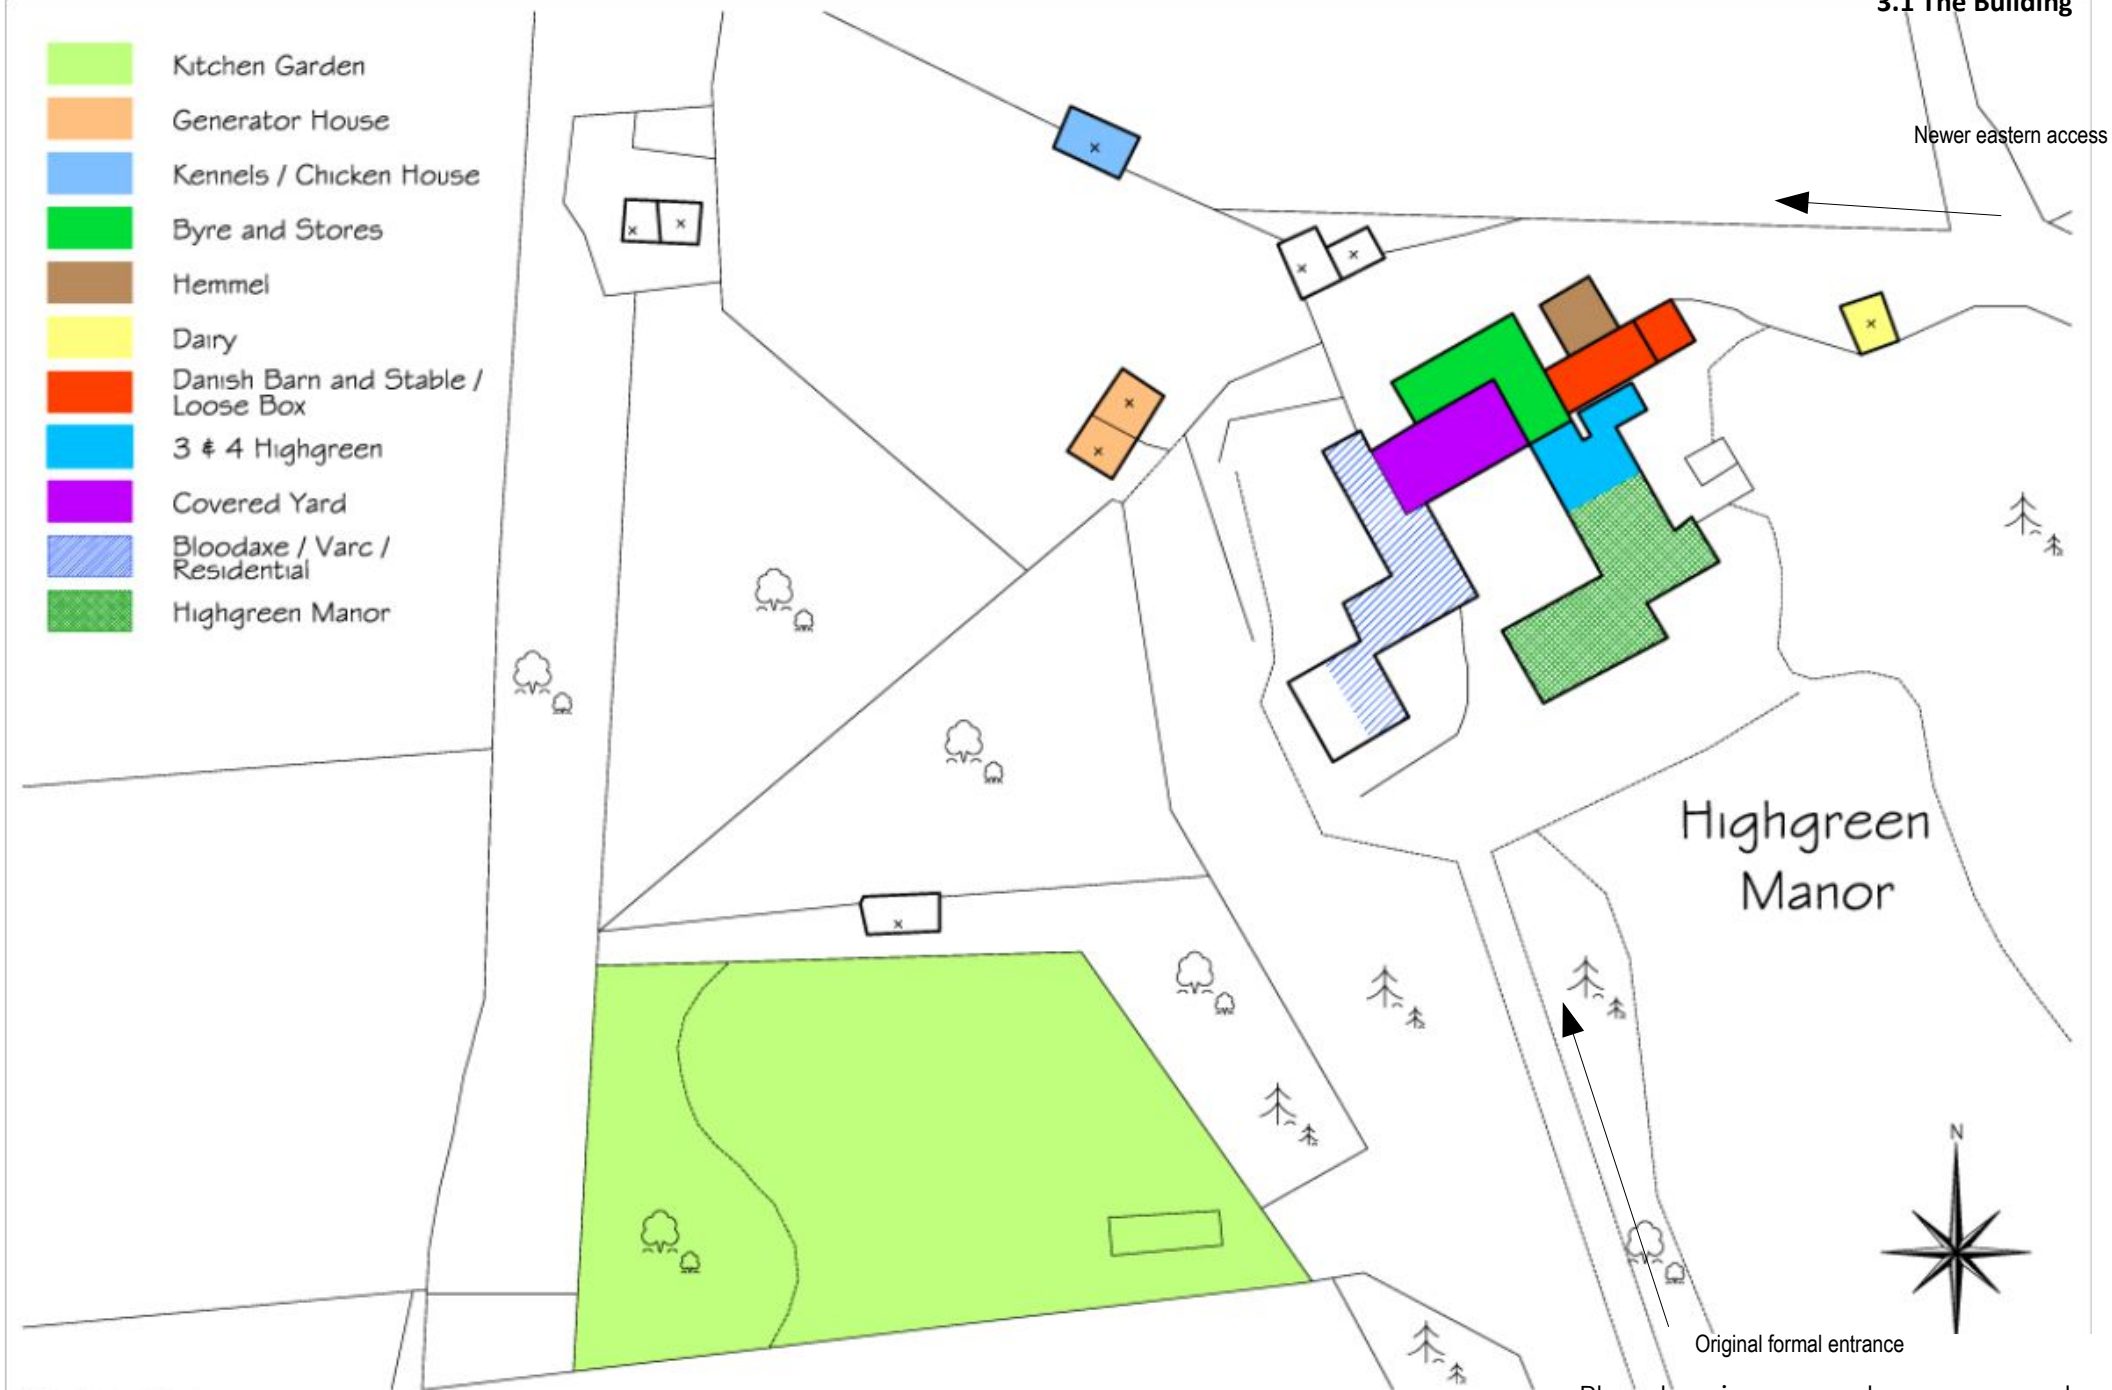 3.1 The Building
Kitchen Garden
Generator House
Kennels / Chicken House
Byre and Stores
Hemmel
Dairy
Danish Barn and Stable /
Loose Box
3 & 4 Highgreen
Covered Yard
Bloodaxe / Varc /
Residential
Highgreen Manor
Newer eastern access
Highgreen
Manor
N
Original formal entrance